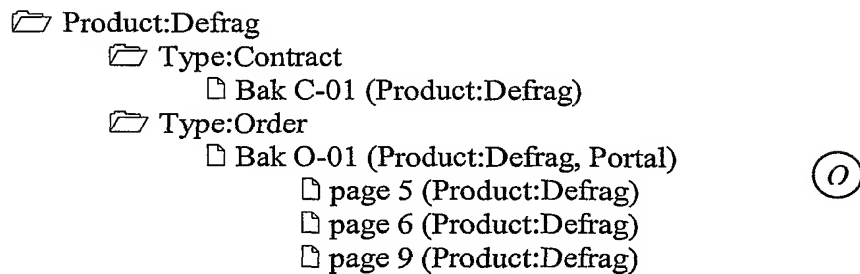 Product:Defrag
Type:Contract
Bak C-01 (Product:Defrag)
Type:Order
Bak O-01 (Product:Defrag, Portal)
O
page 5 (Product:Defrag)
page 6 (Product:Defrag)
page 9 (Product:Defrag)